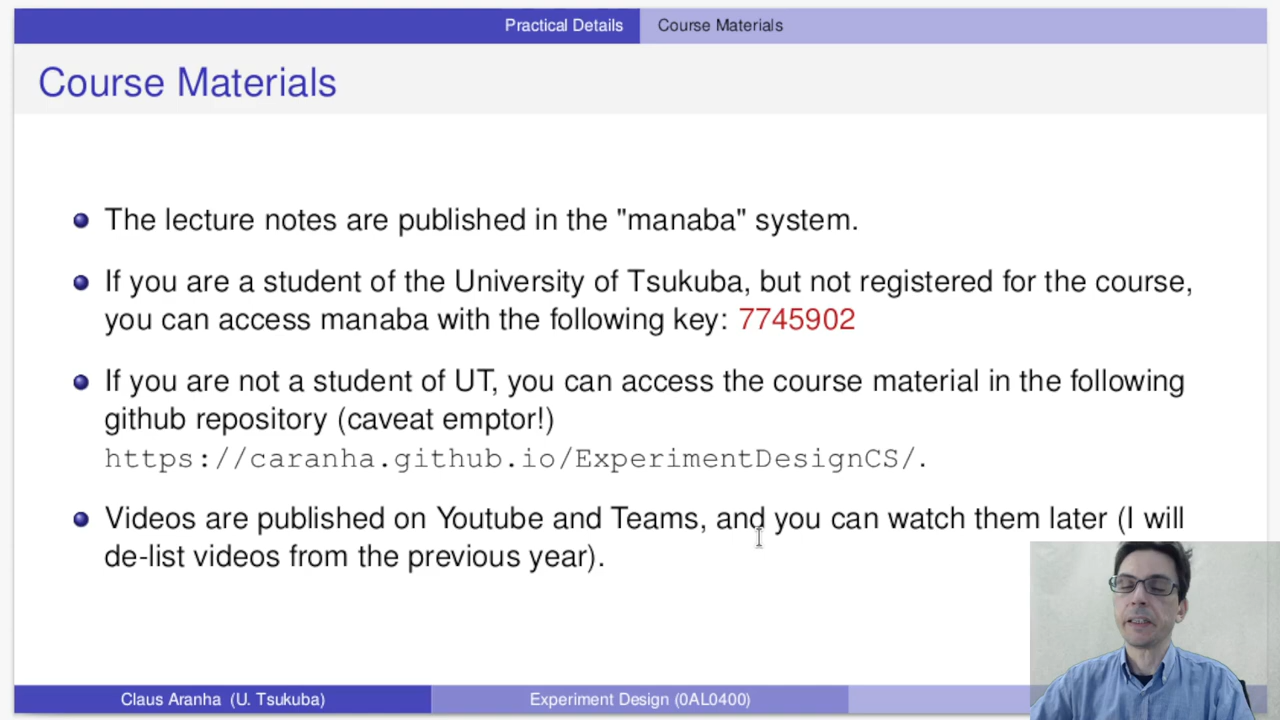 Practical Details
Course Materials
Course Materials
The lecture notes are published in the "manaba" system.
If you are a student of the University of Tsukuba, but not registered for the course,
you can access manaba with the following key: 7745902
If you are not a student of UT, you can access the course material in the following
github repository (caveat emptor!)
https://caranha.github.io/ExperimentDesignCS/.
Videos are published on Youtube and Teams, and you can watch them later (I will
de-list videos from the previous year).
Claus Aranha (U. Tsukuba)
Experiment Design (0AL0400)